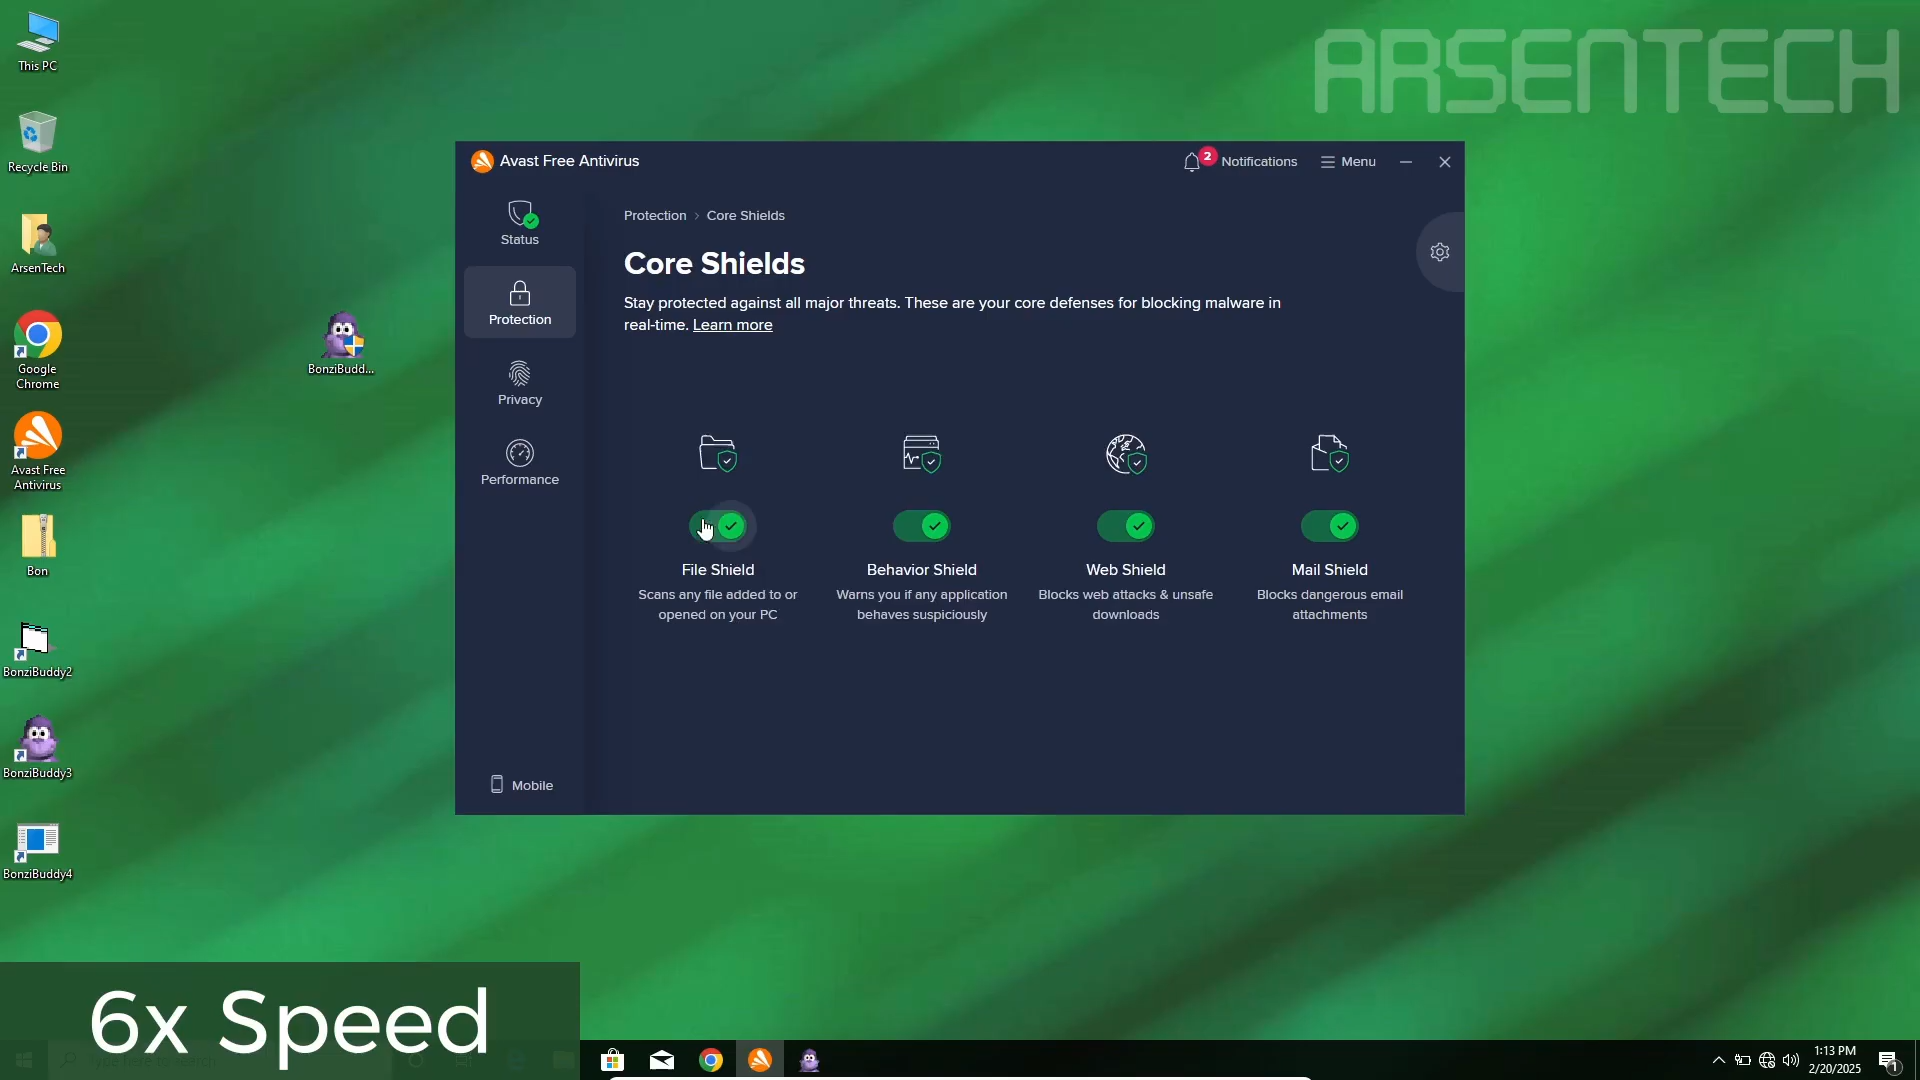 ARSENTECH
This PC
Recycle Bin
ArsenTech
Google
Chrome
Avast Free
Antivirus
Bon
BonziBuddy2
BonziBuddy3
BonziBuddy4
BonziBudd...
Avast Free Antivirus
2
Notifications
Menu
Status
Protection
Privacy
Performance
Mobile
Protection › Core Shields
Core Shields
Stay protected against all major threats. These are your core defenses for blocking malware in
real-time. Learn more
File Shield
Scans any file added to or
opened on your PC
Behavior Shield
Warns you if any application
behaves suspiciously
Web Shield
Blocks web attacks & unsafe
downloads
Mail Shield
Blocks dangerous email
attachments
6x Speed
Type here to search
1:13 PM
2/20/2025
1